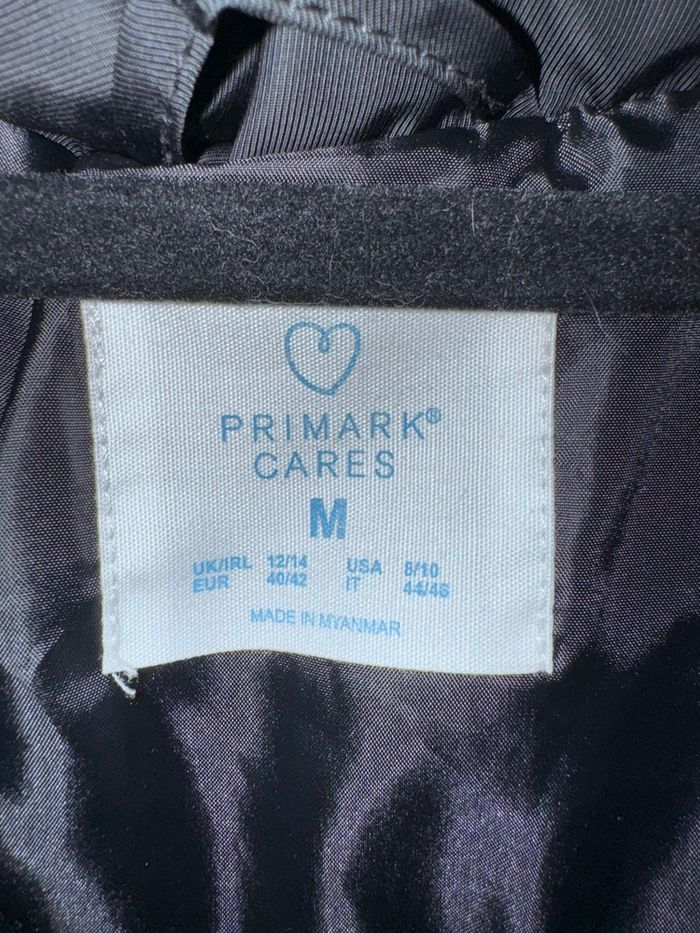 PRIMARK®
CARES
M
UK/IRL 12/14 USA 8/10
EUR 40/42 IT 44/46
MADE IN MYANMAR